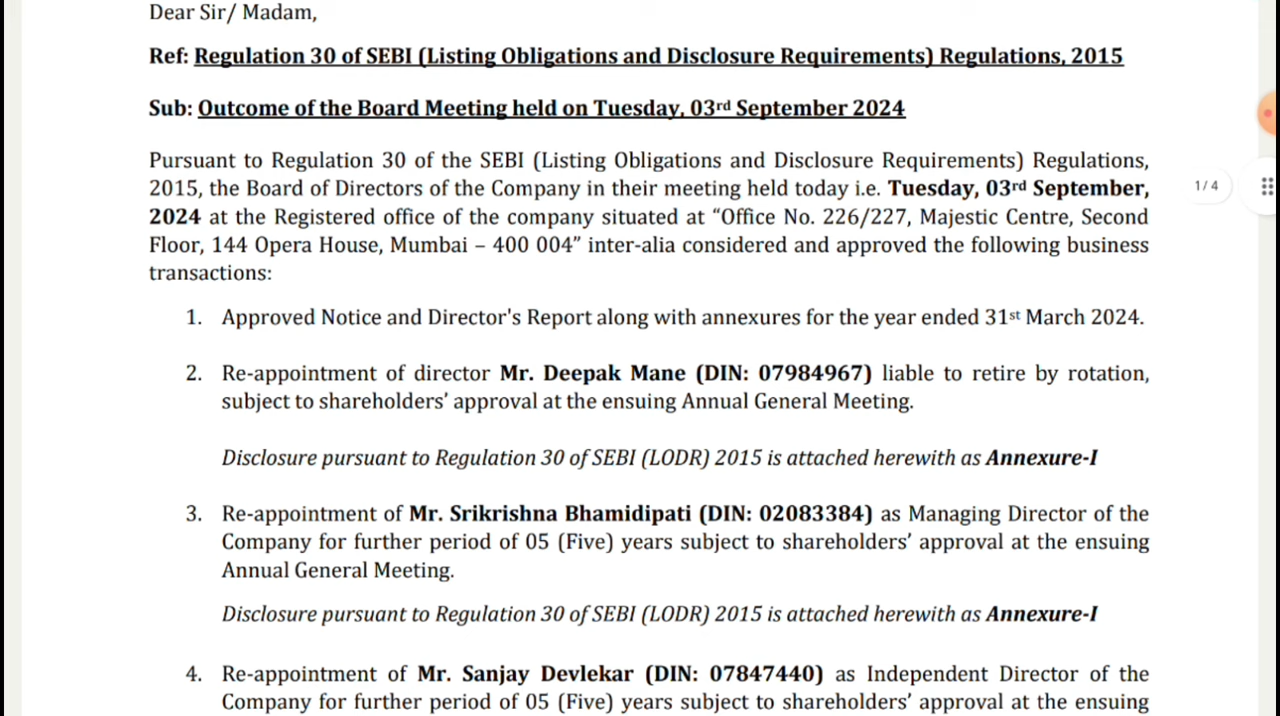 Dear Sir/ Madam,
Ref: Regulation 30 of SEBI (Listing Obligations and Disclosure Requirements) Regulations, 2015
Sub: Outcome of the Board Meeting held on Tuesday, 03rd September 2024
Pursuant to Regulation 30 of the SEBI (Listing Obligations and Disclosure Requirements) Regulations,
2015, the Board of Directors of the Company in their meeting held today i.e. Tuesday, 03rd September,
2024 at the Registered office of the company situated at “Office No. 226/227, Majestic Centre, Second
Floor, 144 Opera House, Mumbai – 400 004” inter-alia considered and approved the following business
transactions:
1. Approved Notice and Director's Report along with annexures for the year ended 31st March 2024.
2. Re-appointment of director Mr. Deepak Mane (DIN: 07984967) liable to retire by rotation,
subject to shareholders’ approval at the ensuing Annual General Meeting.
Disclosure pursuant to Regulation 30 of SEBI (LODR) 2015 is attached herewith as Annexure-I
3. Re-appointment of Mr. Srikrishna Bhamidipati (DIN: 02083384) as Managing Director of the
Company for further period of 05 (Five) years subject to shareholders’ approval at the ensuing
Annual General Meeting.
Disclosure pursuant to Regulation 30 of SEBI (LODR) 2015 is attached herewith as Annexure-I
4. Re-appointment of Mr. Sanjay Devlekar (DIN: 07847440) as Independent Director of the
Company for further period of 05 (Five) years subject to shareholders’ approval at the ensuing
1/4